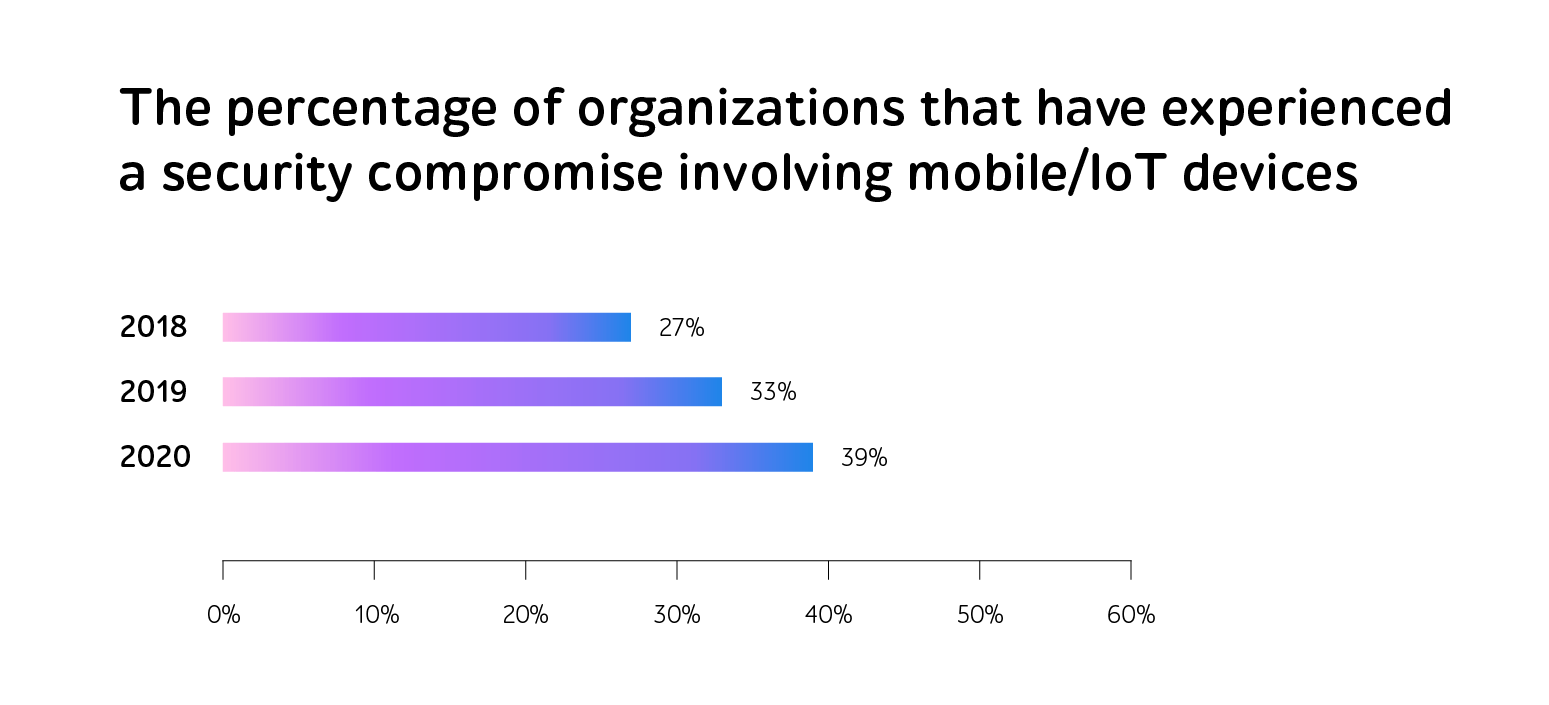 The percentage of organizations that have experienced
a security compromise involving mobile/IoT devices
2018 27%
2019 33%
2020 39%
0% 10% 20% 30% 40% 50% 60%